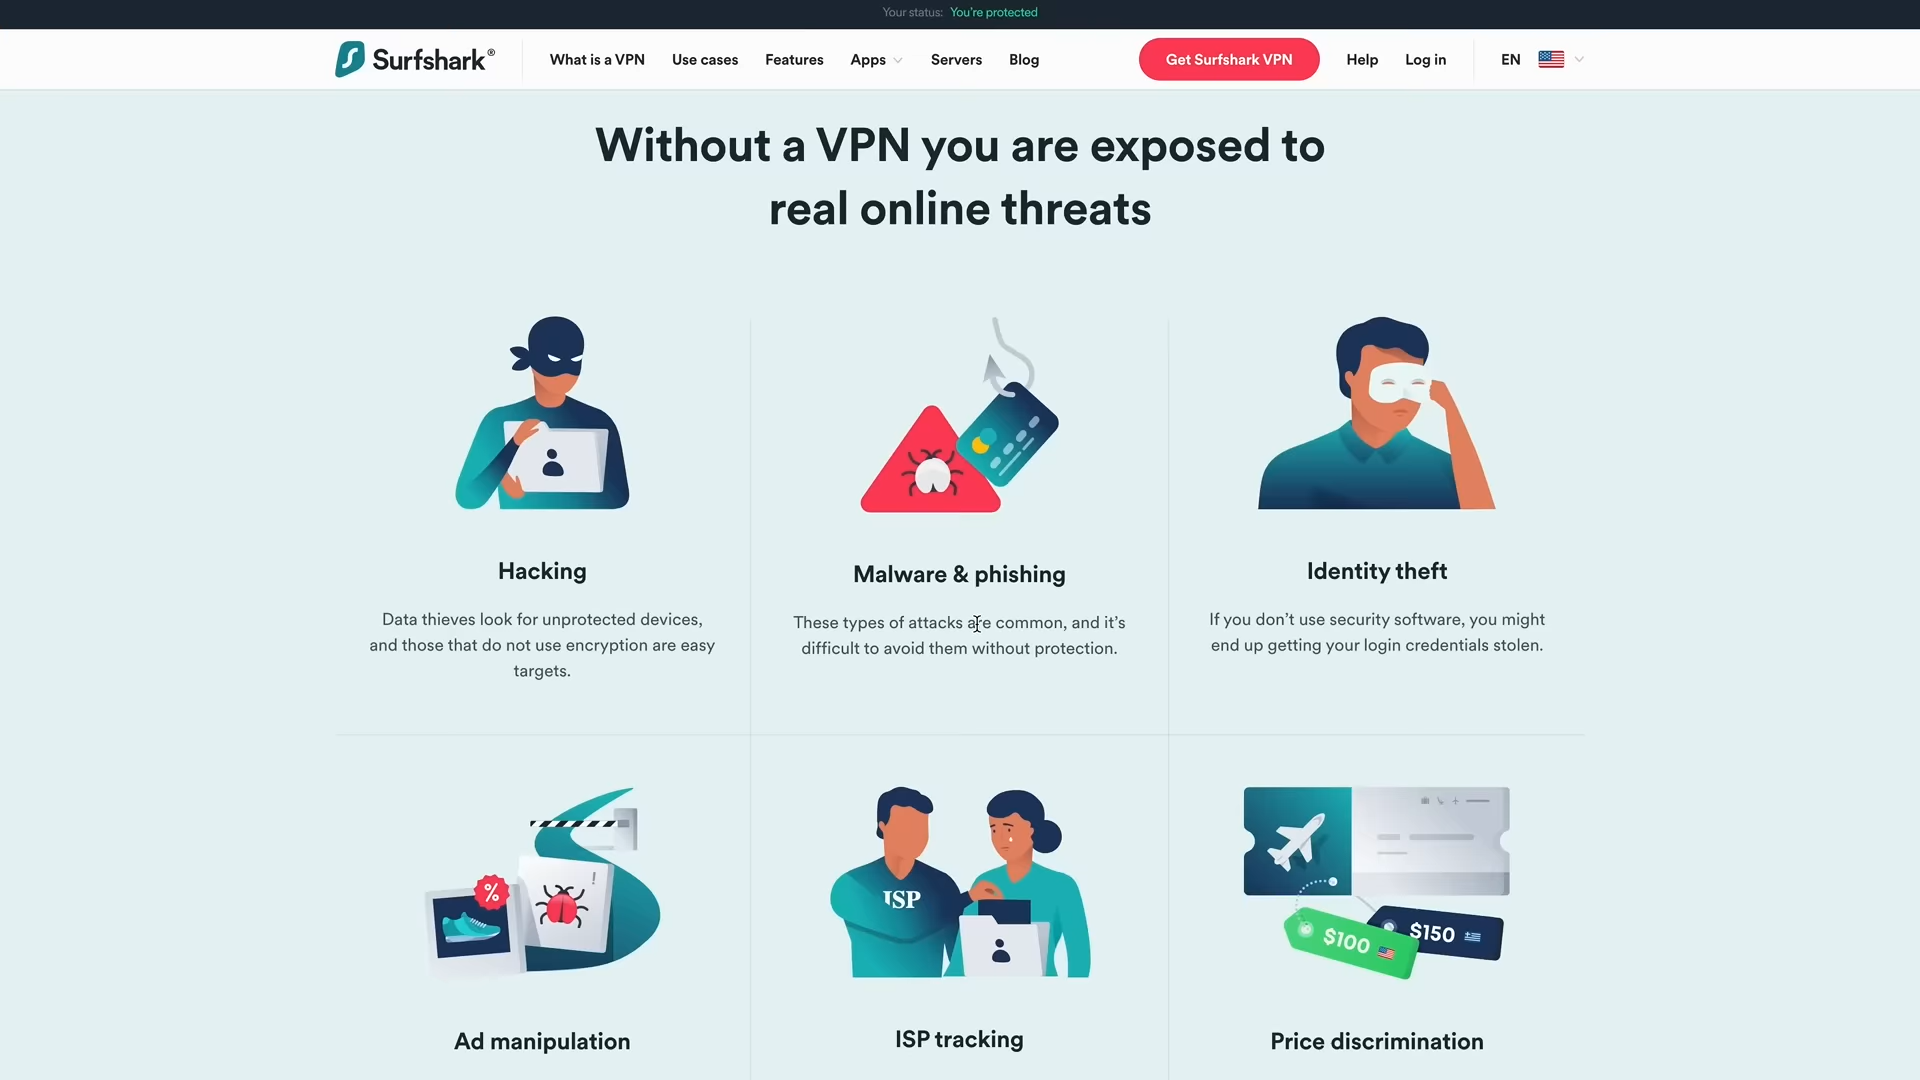 Your status: You're protected
Surfshark®
What is a VPN
Use cases
Features
Apps
Servers
Blog
Get Surfshark VPN
Help
Log in
EN
Without a VPN you are exposed to
real online threats
Hacking
Data thieves look for unprotected devices,
and those that do not use encryption are easy
targets.
Malware & phishing
These types of attacks are common, and it’s
difficult to avoid them without protection.
Identity theft
If you don’t use security software, you might
end up getting your login credentials stolen.
%
!
Ad manipulation
ISP
ISP tracking
$100
$150
Price discrimination